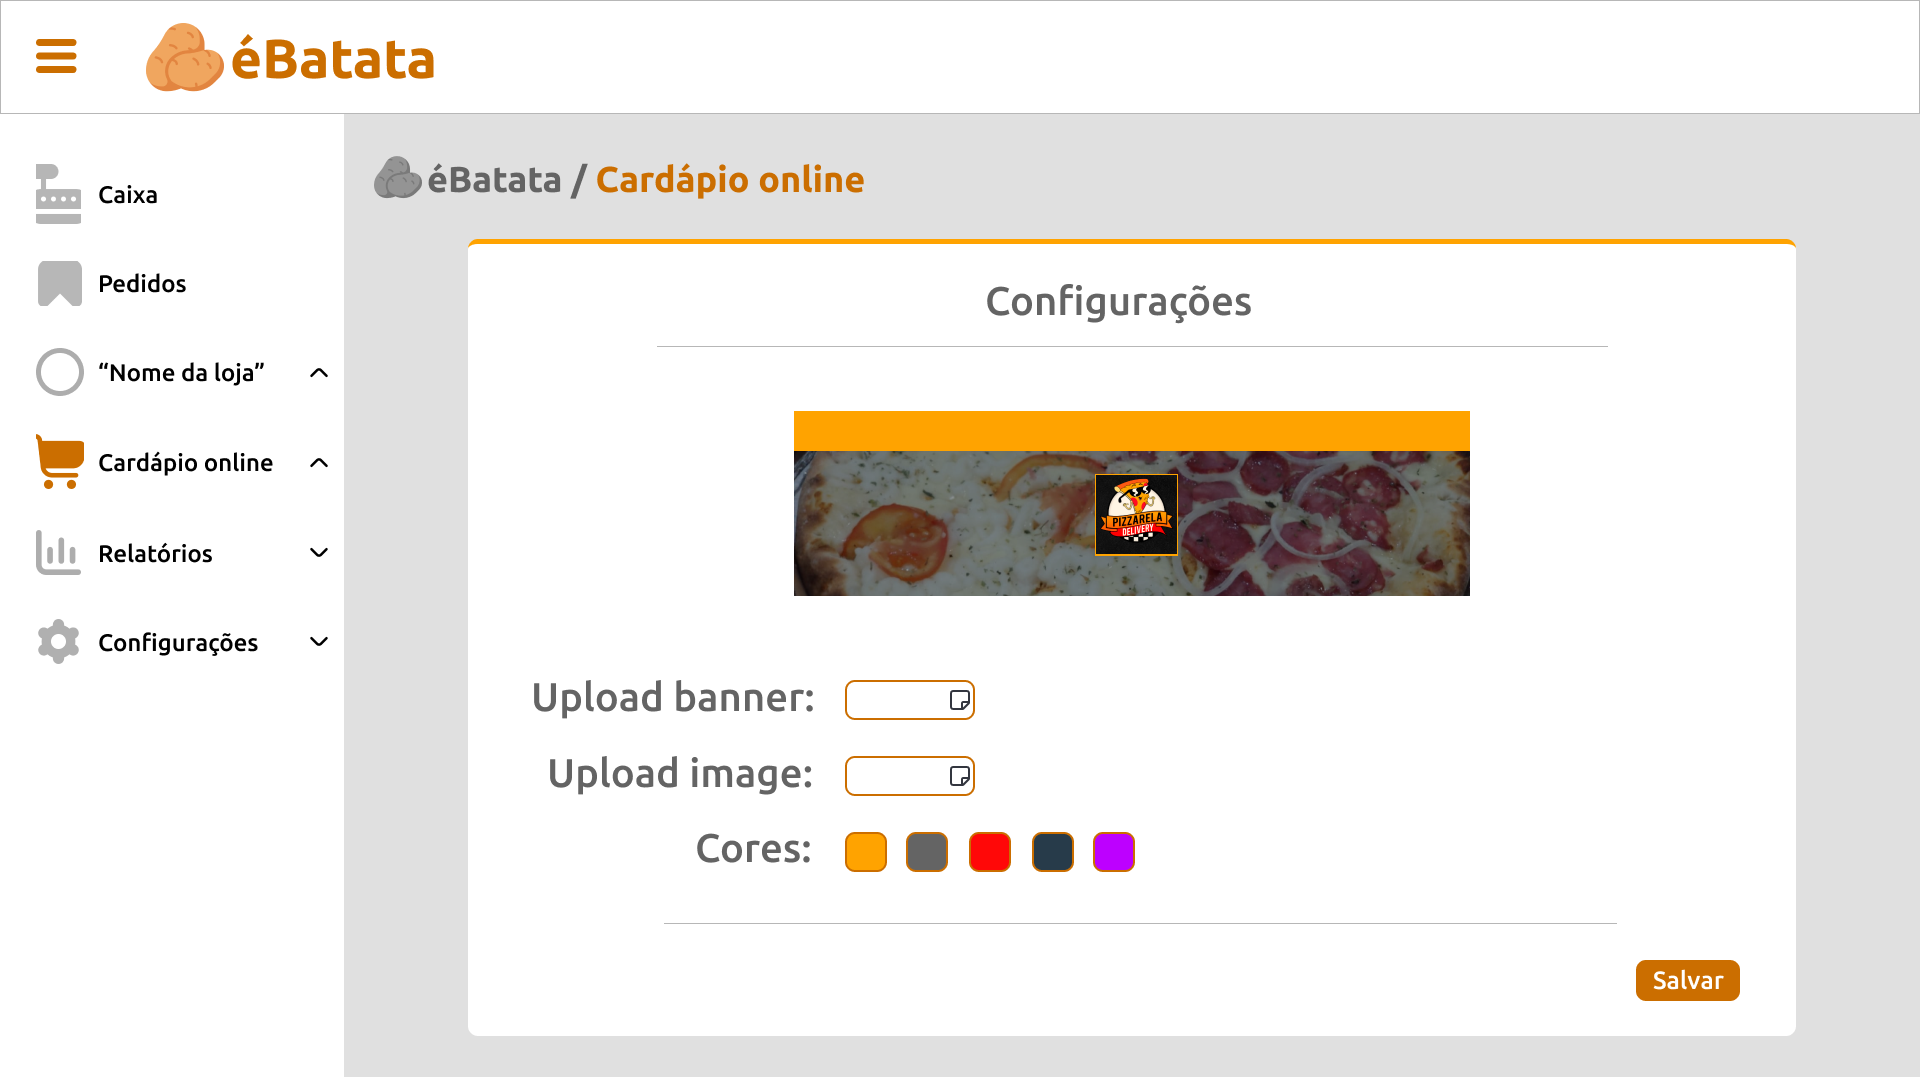 éBatata
éBatata / Cardápio online
Caixa
Pedidos
“Nome da loja”
Cardápio online
Relatórios
Configurações
Configurações
PIZZARELA
DELIVERY
Upload banner:
Upload image:
Cores:
Salvar